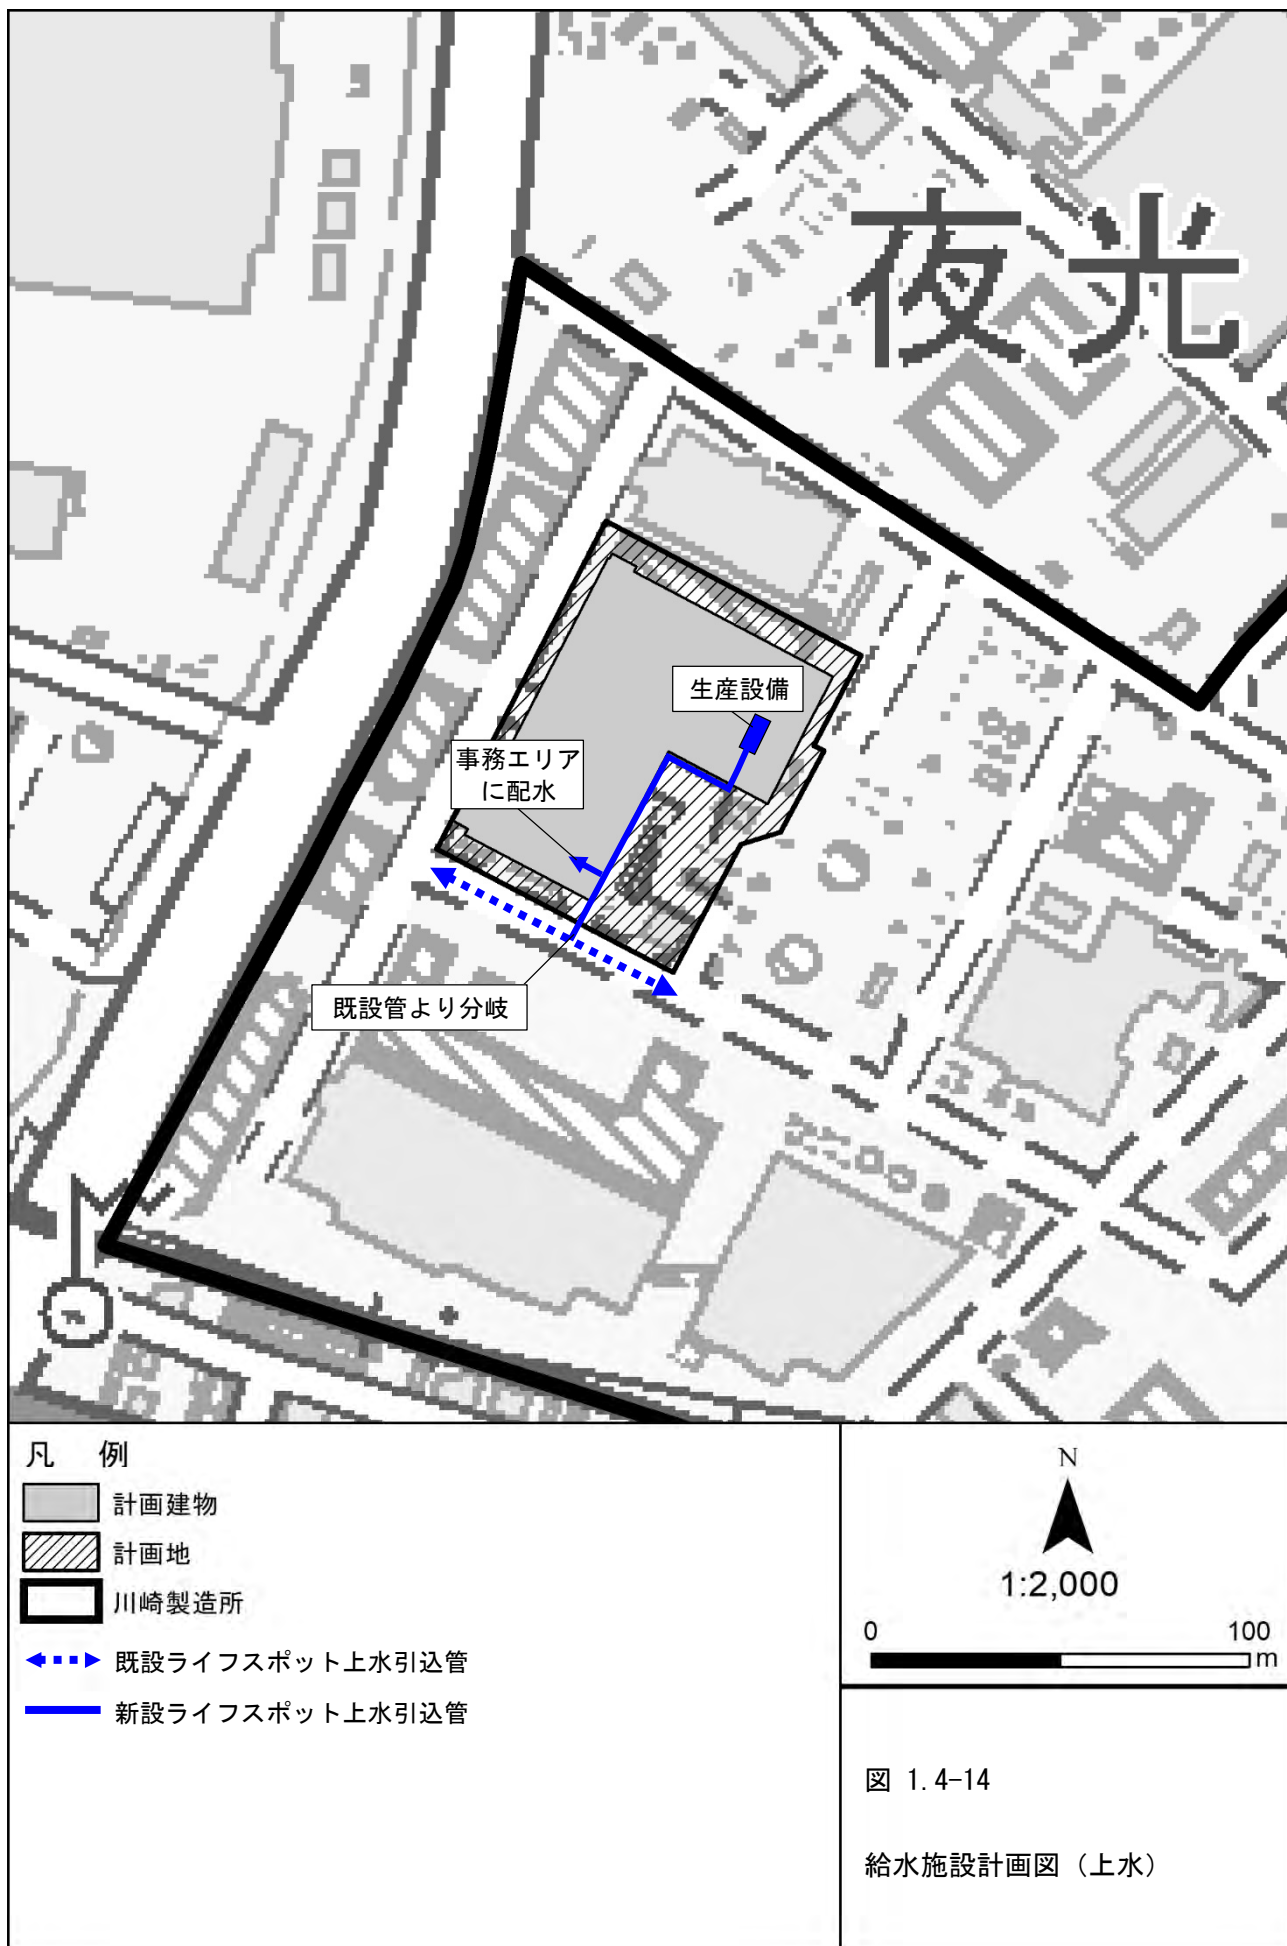 夜光
生産設備
事務エリア
に配水
既設管より分岐
凡 例
計画建物
計画地
川崎製造所
既設ライフスポット上水引込管
新設ライフスポット上水引込管
N
1:2,000
0 100
m
図 1.4-14
給水施設計画図（上水）